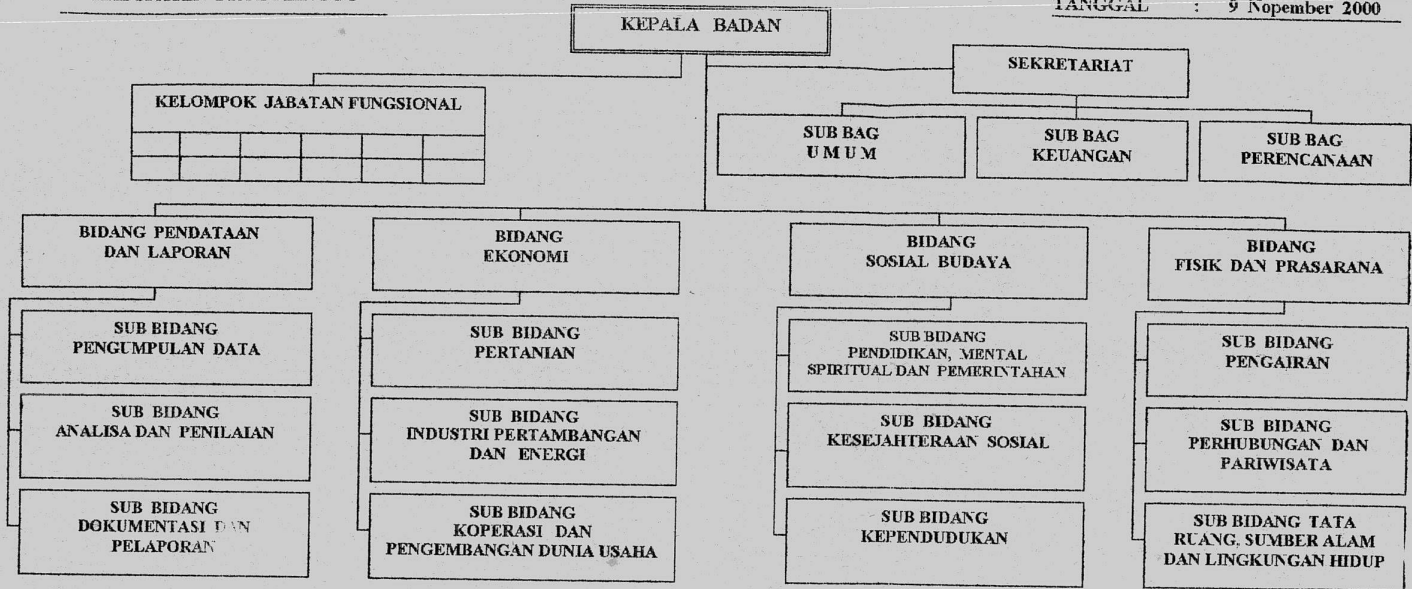 TANGGAL : 9 Nopember 2000
KEPALA BADAN
SEKRETARIAT
KELOMPOK JABATAN FUNGSIONAL
SUB BAG
U M U M
SUB BAG
KEUANGAN
SUB BAG
PERENCANAAN
BIDANG PENDATAAN
DAN LAPORAN
BIDANG
EKONOMI
BIDANG
SOSIAL BUDAYA
BIDANG
FISIK DAN PRASARANA
SUB BIDANG
PENGUMPULAN DATA
SUB BIDANG
PERTANIAN
SUB BIDANG
PENDIDIKAN, MENTAL
SPIRITUAL DAN PEMERINTAHAN
SUB BIDANG
PENGAIRAN
SUB BIDANG
ANALISA DAN PENILAIAN
SUB BIDANG
INDUSTRI PERTAMBANGAN
DAN ENERGI
SUB BIDANG
KESEJAHTERAAN SOSIAL
SUB BIDANG
PERHUBUNGAN DAN
PARIWISATA
SUB BIDANG
DOKUMENTASI DAN
PELAPORAN
SUB BIDANG
KOPERASI DAN
PENGEMBANGAN DUNIA USAHA
SUB BIDANG
KEPENDUDUKAN
SUB BIDANG TATA
RUANG, SUMBER ALAM
DAN LINGKUNGAN HIDUP